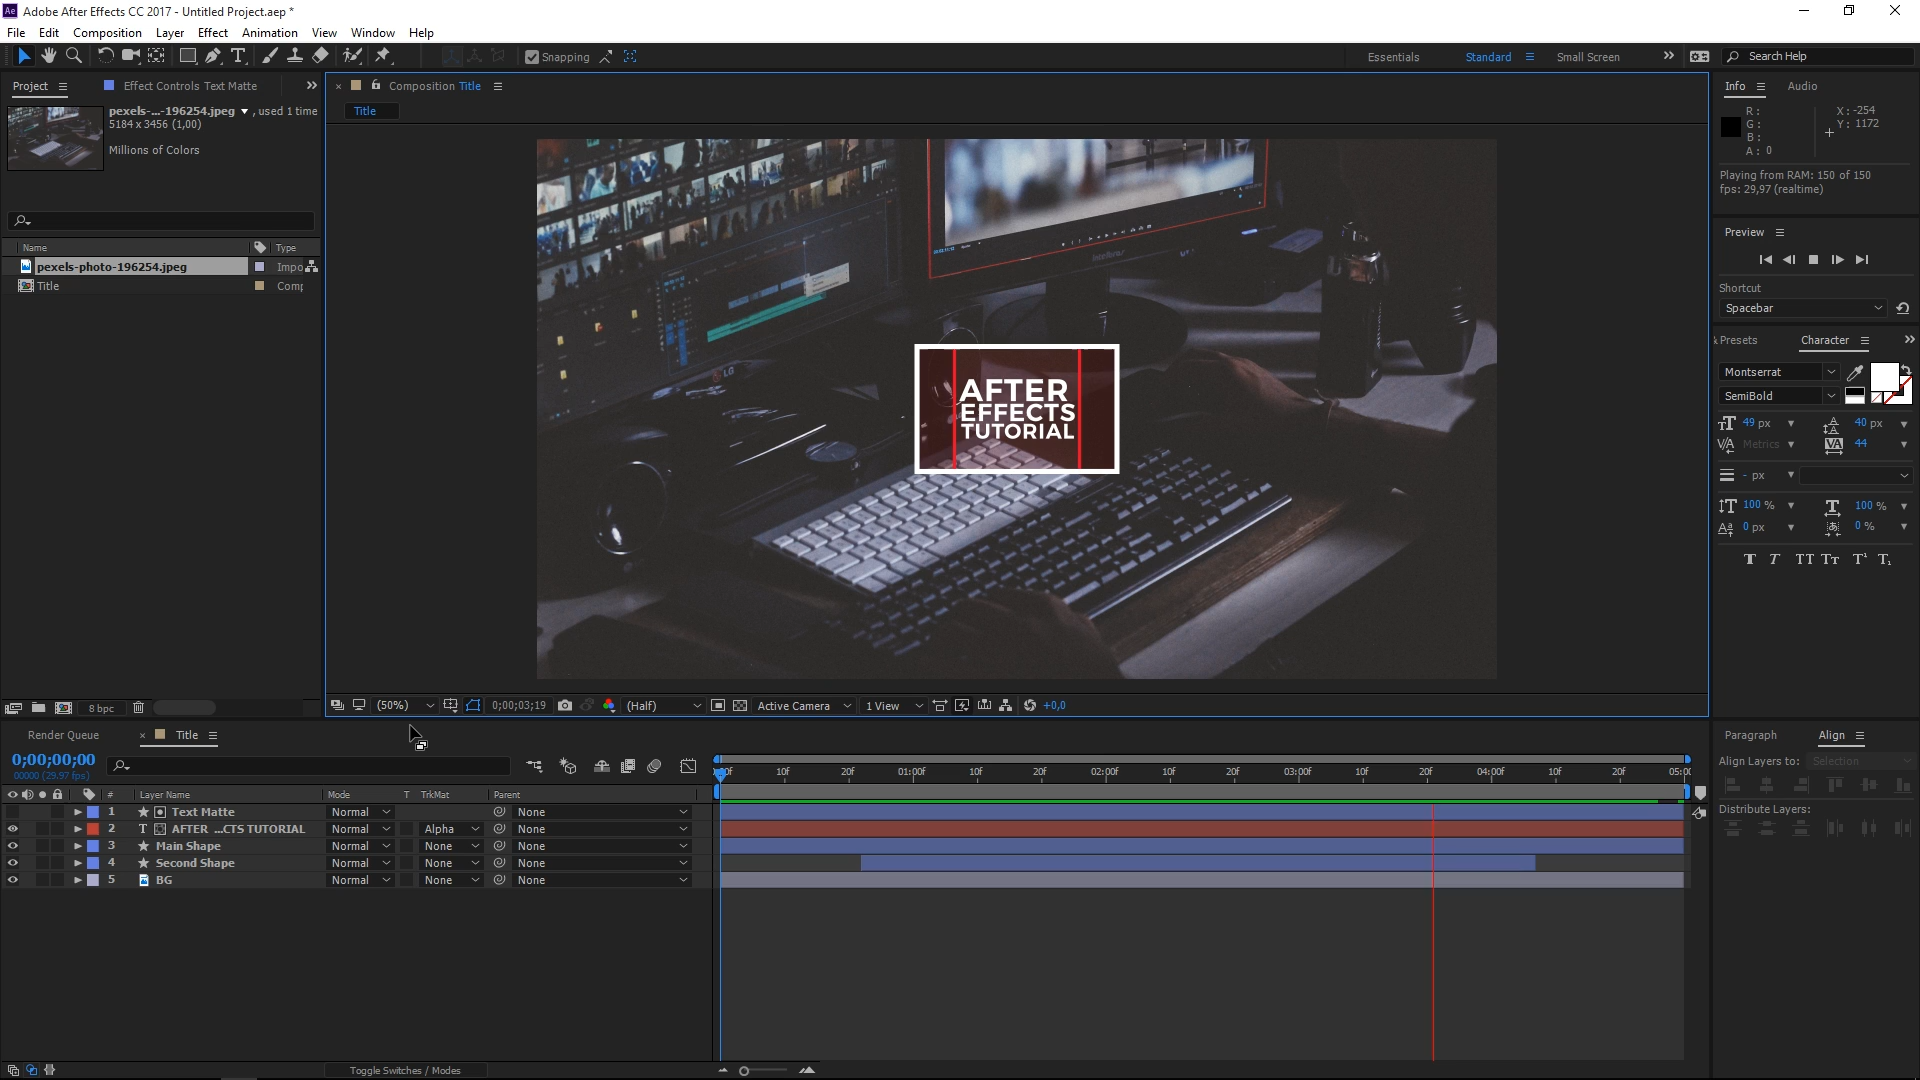 Adobe After Effects CC 2017 - Untitled Project.aep *
File Edit Composition Layer Effect Animation View Window Help
Snapping
Essentials Standard Small Screen Search Help
Project Effect Controls Text Matte
pexels-...-196254.jpeg , used 1 time
5184 x 3456 (1,00)
Millions of Colors
Name Type
pexels-photo-196254.jpeg Impo
Title Comp
8 bpc
Composition Title
Title
LG
AFTER
EFFECTS
TUTORIAL
(50%) 0;00;03;19 (Half) Active Camera 1 View +0,0
Info Audio
R :
G :
B :
A : 0
X : -254
Y : 1172
Playing from RAM: 150 of 150
fps: 29,97 (realtime)
Preview
Shortcut
Spacebar
& Presets Character
Montserrat
SemiBold
49 px 40 px
Metrics 44
- px
100 % 100 %
0 px 0 %
Paragraph Align
Align Layers to: Selection
Distribute Layers:
Render Queue Title
0;00;00;00
00000 (29.97 fps)
10f 20f 01:00f 10f 20f 02:00f 10f 20f 03:00f 10f 20f 04:00f 10f 20f 05:00
# Layer Name Mode T TrkMat Parent
1 Text Matte Normal None
2 AFTER ...CTS TUTORIAL Normal Alpha None
3 Main Shape Normal None None
4 Second Shape Normal None None
5 BG Normal None None
Toggle Switches / Modes